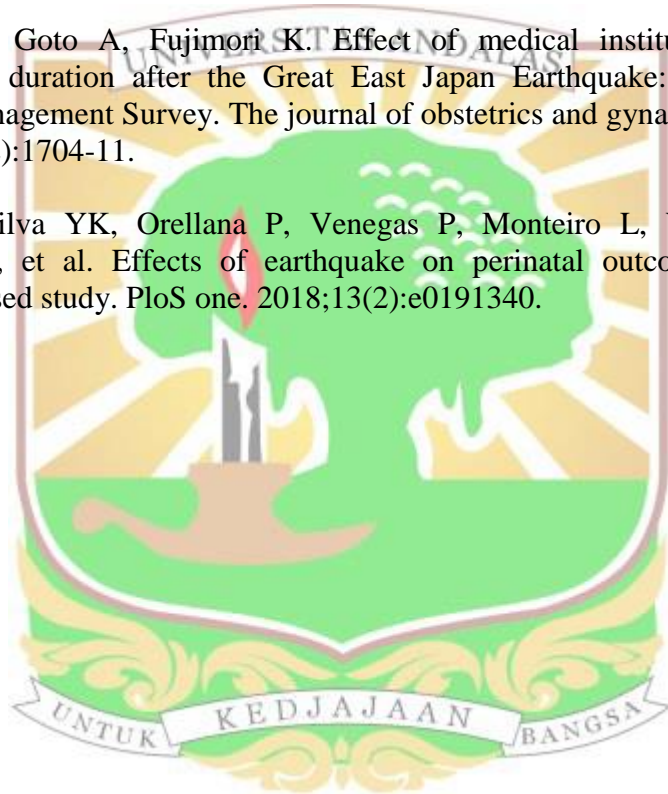 Goto A, Fujimori K. Effect of medical institu
UNIVERSITAS ANDALAS
duration after the Great East Japan Earthquake:
nagement Survey. The journal of obstetrics and gyna
):1704-11.
ilva YK, Orellana P, Venegas P, Monteiro L,
, et al. Effects of earthquake on perinatal outco
sed study. PloS one. 2018;13(2):e0191340.
UNTUK KEDJAJAAN BANGSA